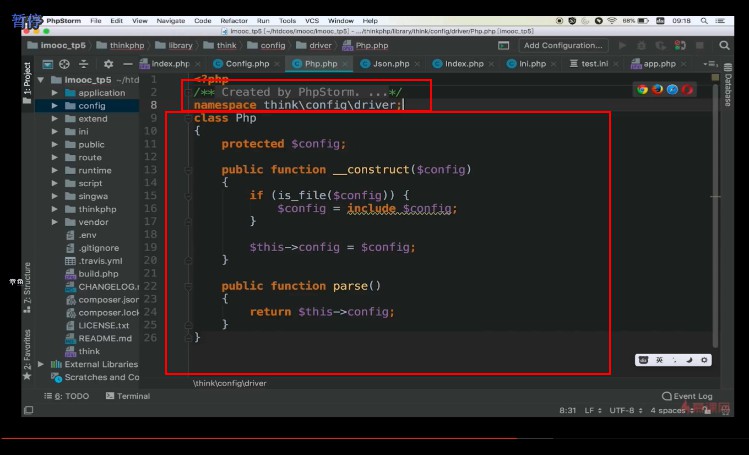 暂停
PhpStorm File Edit View Navigate Code Refactor Run Tools VCS Window Help 68% 09:18
imooc_tp5 [~/htdocs/imooc/imooc_tp5] - .../thinkphp/library/think/config/driver/Php.php [imooc_tp5]
imooc_tp5 thinkphp library think config driver Php.php Add Configuration...
index.php Config.php Php.php Json.php Index.php Ini.php test.ini app.php
1: Project
Database
imooc_tp5 ~/htd
application
config
extend
ini
public
route
runtime
script
singwa
thinkphp
vendor
.env
.gitignore
.travis.yml
build.php
CHANGELOG.
composer.json
composer.lock
LICENSE.txt
README.md
think
External Libraries
Scratches and Co
Z: Structure
2: Favorites
1 <?php
2 /** Created by PhpStorm. ...*/
8 namespace think\config\driver;
9 class Php
10 {
11 protected $config;
12
13 public function __construct($config)
14 {
15 if (is_file($config)) {
16 $config = include $config;
17 }
18
19 $this->config = $config;
20 }
21
22 public function parse()
23 {
24 return $this->config;
25 }
26 }
英
\think\config\driver
6: TODO Terminal Event Log
8:31 LF UTF-8 4 spaces